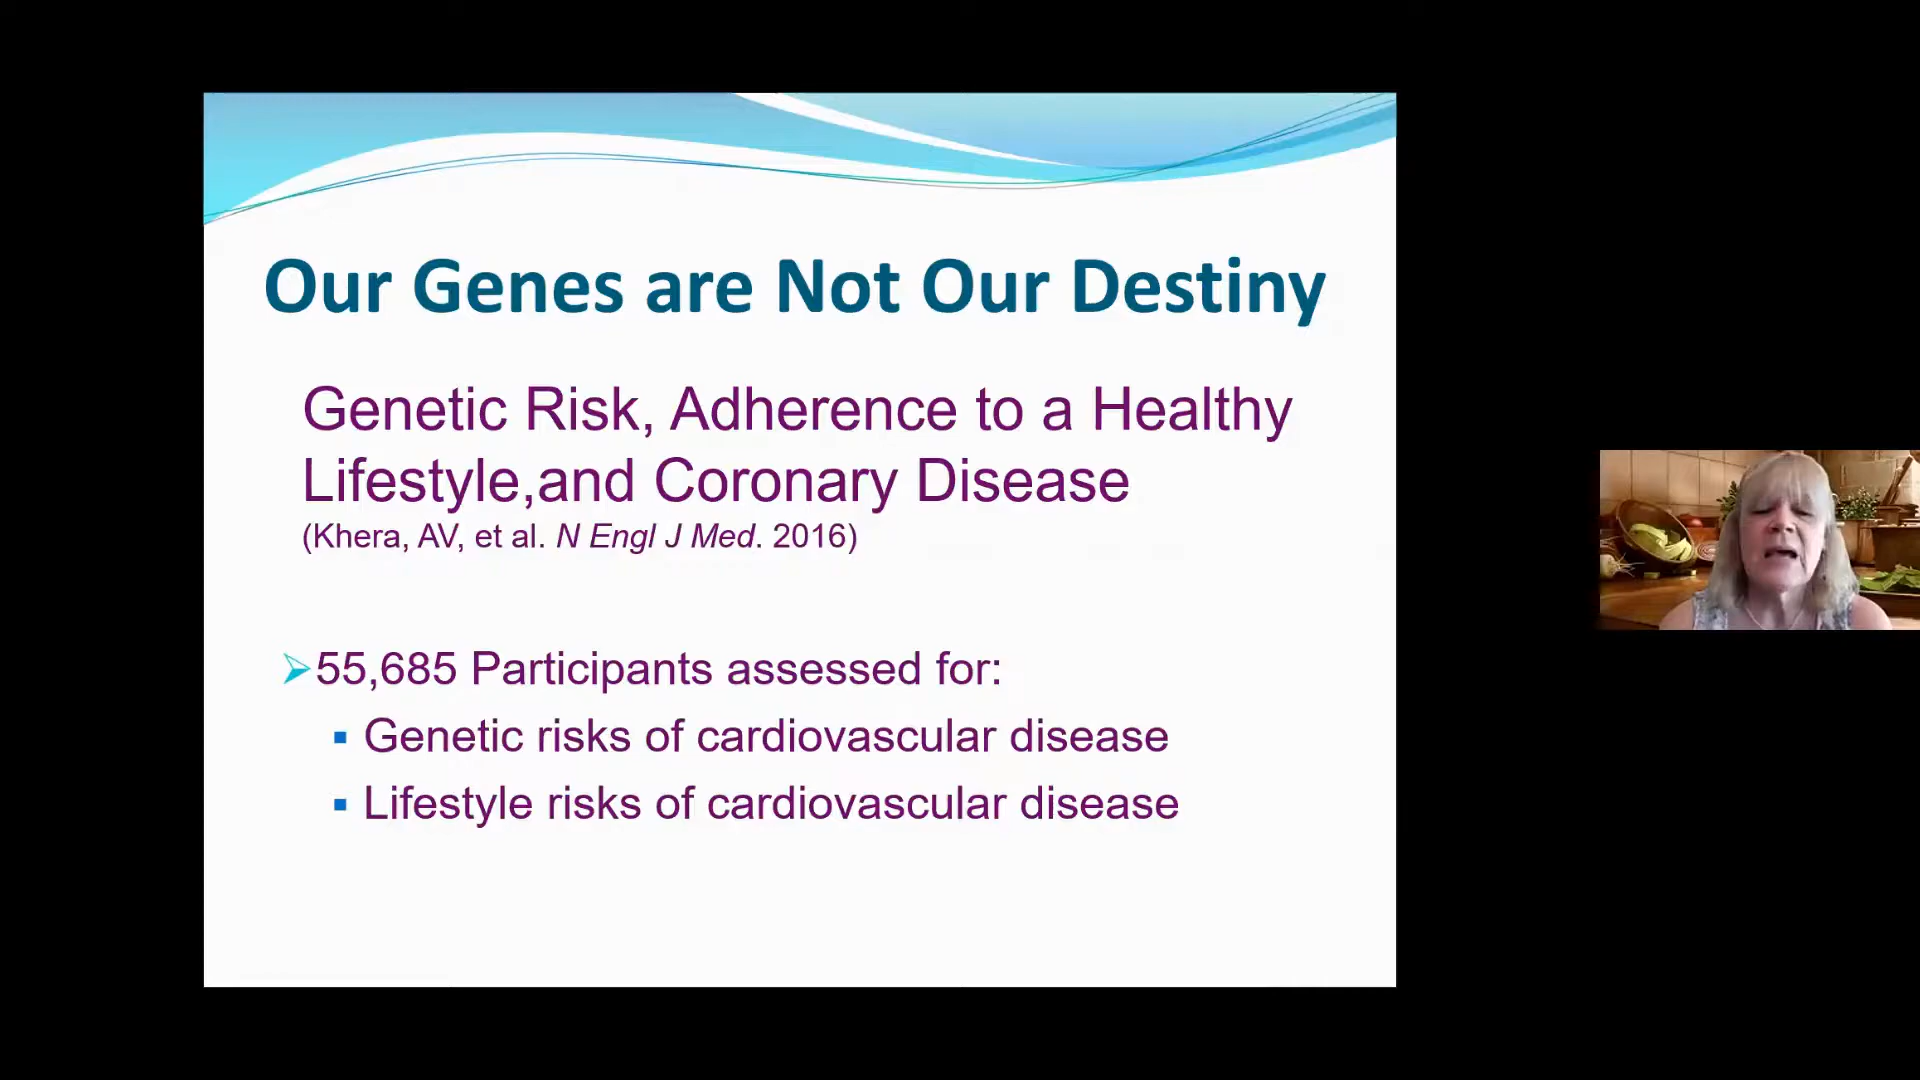 Our Genes are Not Our Destiny
Genetic Risk, Adherence to a Healthy
Lifestyle,and Coronary Disease
(Khera, AV, et al. N Engl J Med. 2016)
55,685 Participants assessed for:
Genetic risks of cardiovascular disease
Lifestyle risks of cardiovascular disease